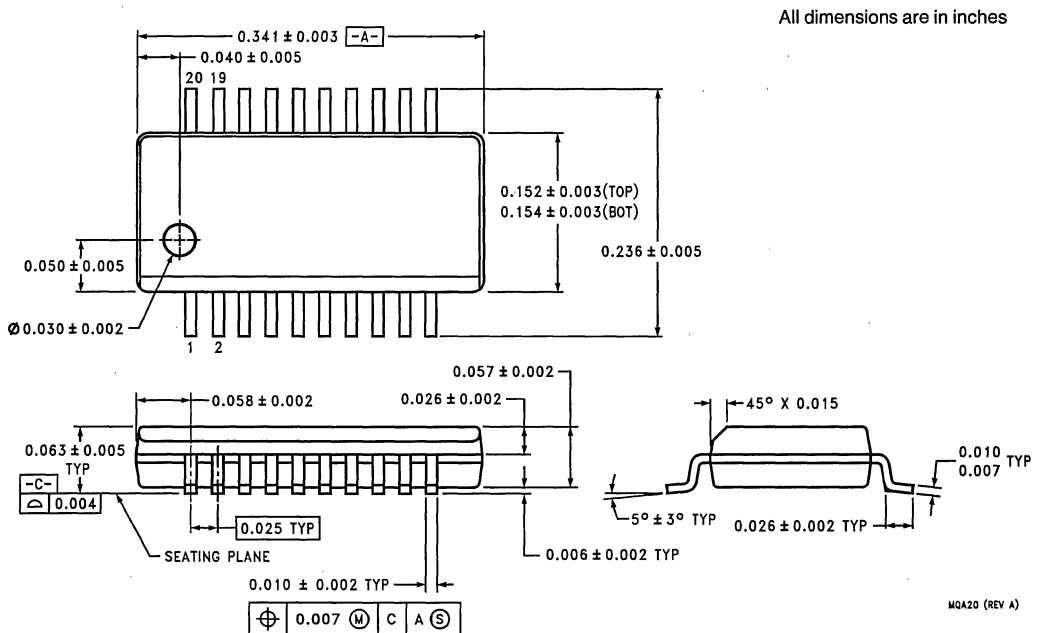 All dimensions are in inches
0.341 ± 0.003 -A-
0.040 ± 0.005
20 19
0.152 ± 0.003(TOP)
0.154 ± 0.003(BOT)
0.236 ± 0.005
0.050 ± 0.005
Ø 0.030 ± 0.002
1 2
0.057 ± 0.002
0.058 ± 0.002
0.026 ± 0.002
45° X 0.015
0.063 ± 0.005
TYP
0.010
0.007 TYP
-C-
⌓ 0.004
5° ± 3° TYP
0.026 ± 0.002 TYP
0.025 TYP
SEATING PLANE
0.006 ± 0.002 TYP
0.010 ± 0.002 TYP
⌖ 0.007 Ⓜ C A Ⓢ
MQA20 (REV A)